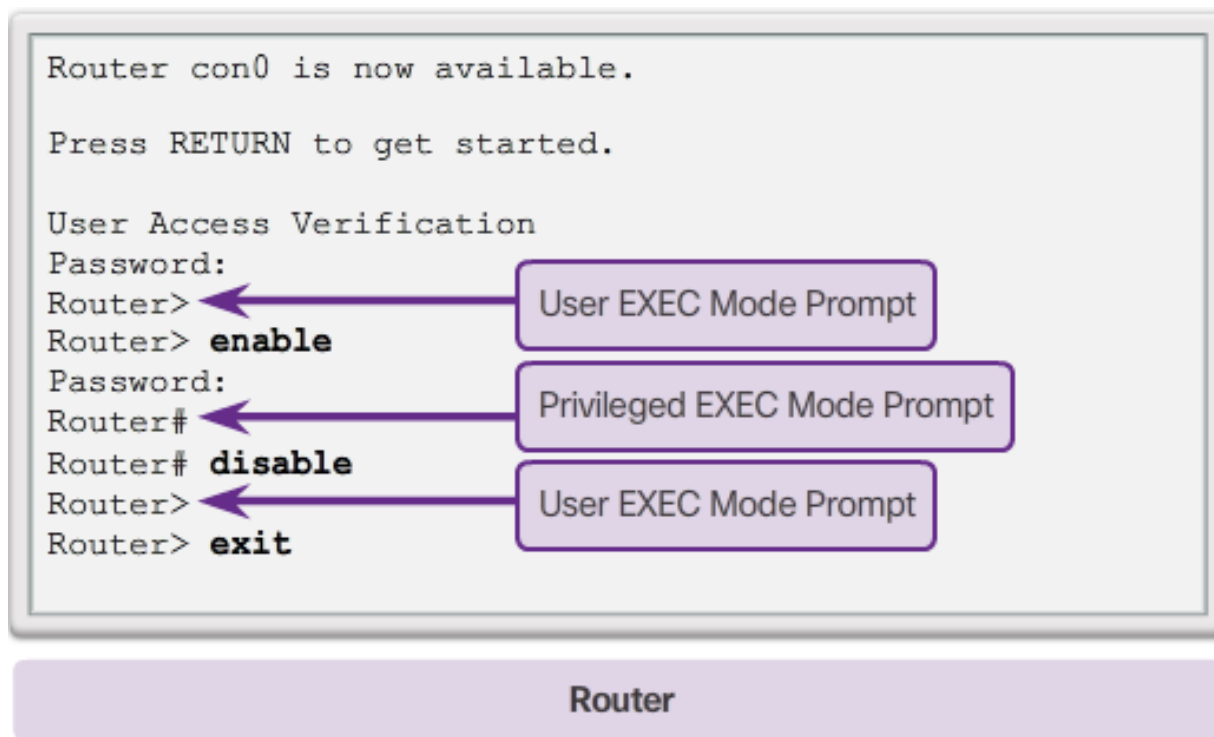 Router con0 is now available.
Press RETURN to get started.
User Access Verification
Password:
Router>
User EXEC Mode Prompt
Router> enable
Password:
Router#
Privileged EXEC Mode Prompt
Router# disable
Router>
User EXEC Mode Prompt
Router> exit
Router